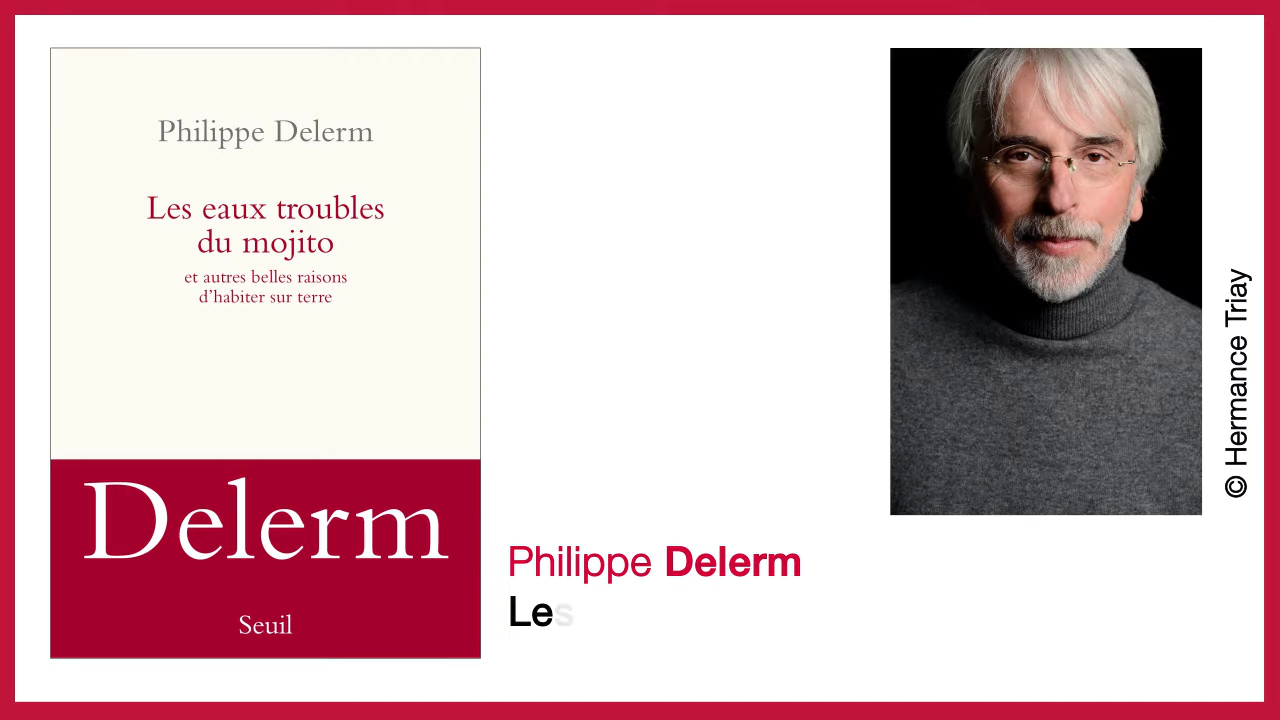 Philippe Delerm
Les eaux troubles
du mojito
et autres belles raisons
d'habiter sur terre
Delerm
Seuil
Philippe Delerm
Les
© Hermance Triay